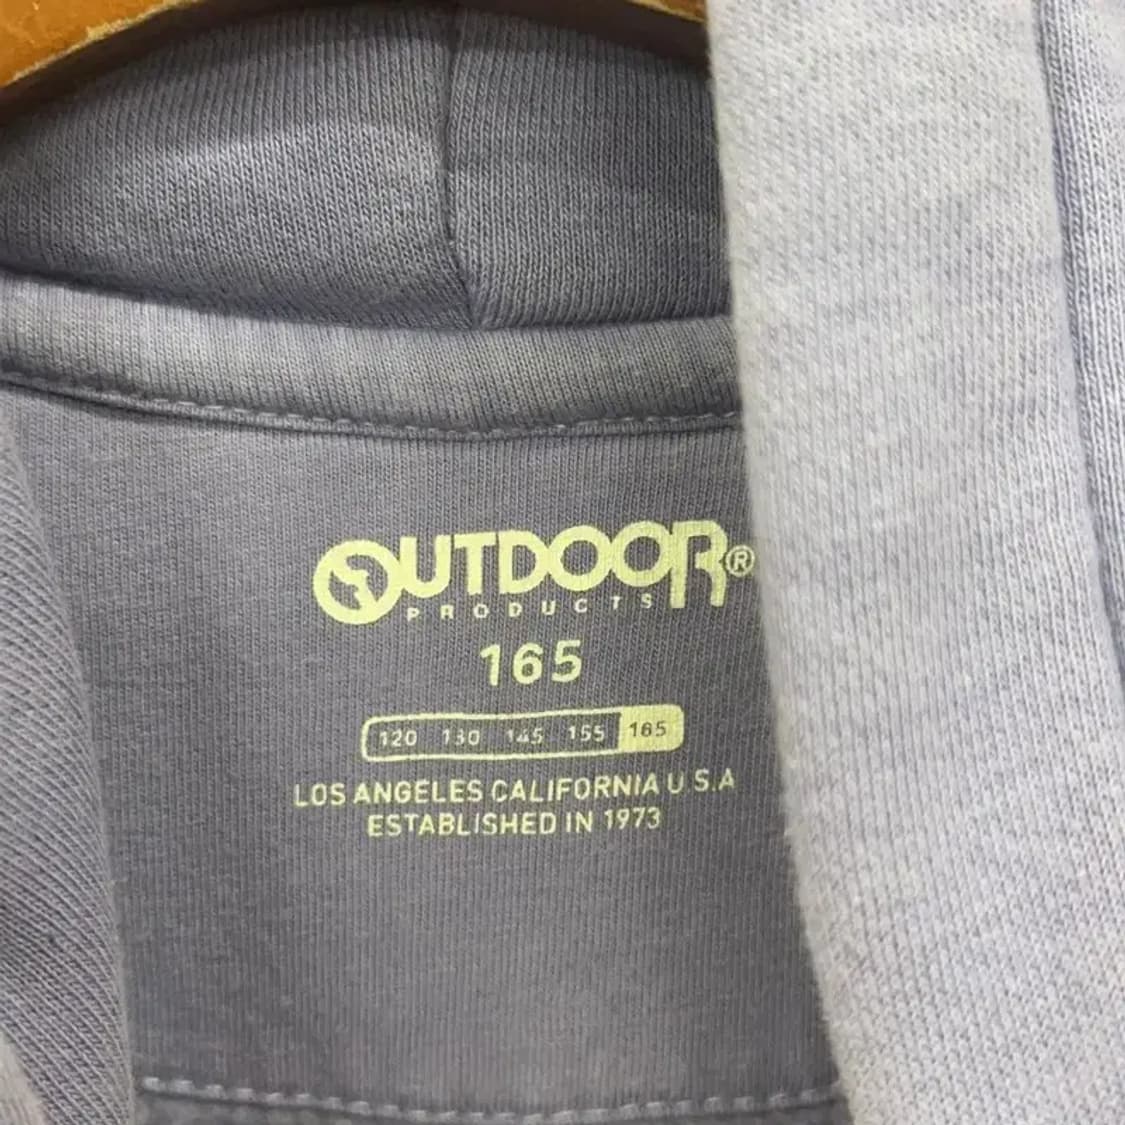 OUTDOOR®
PRODUCTS
165
120 130 145 155 165
LOS ANGELES CALIFORNIA U.S.A
ESTABLISHED IN 1973